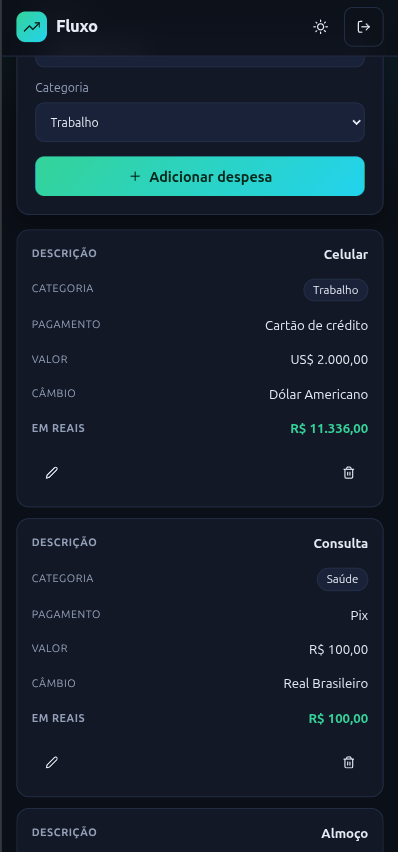 Fluxo
Categoria
Trabalho
+ Adicionar despesa
DESCRIÇÃO Celular
CATEGORIA Trabalho
PAGAMENTO Cartão de crédito
VALOR US$ 2.000,00
CÂMBIO Dólar Americano
EM REAIS R$ 11.336,00
DESCRIÇÃO Consulta
CATEGORIA Saúde
PAGAMENTO Pix
VALOR R$ 100,00
CÂMBIO Real Brasileiro
EM REAIS R$ 100,00
DESCRIÇÃO Almoço